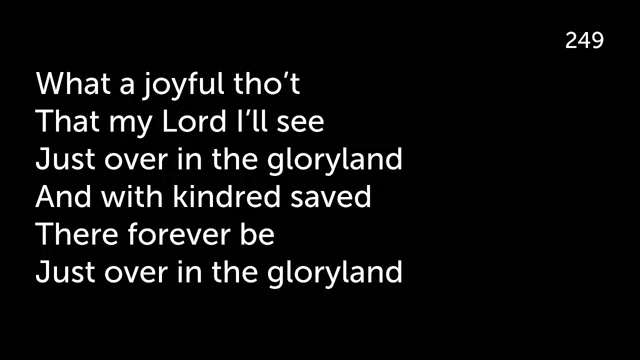 249
What a joyful tho’t
That my Lord I’ll see
Just over in the gloryland
And with kindred saved
There forever be
Just over in the gloryland